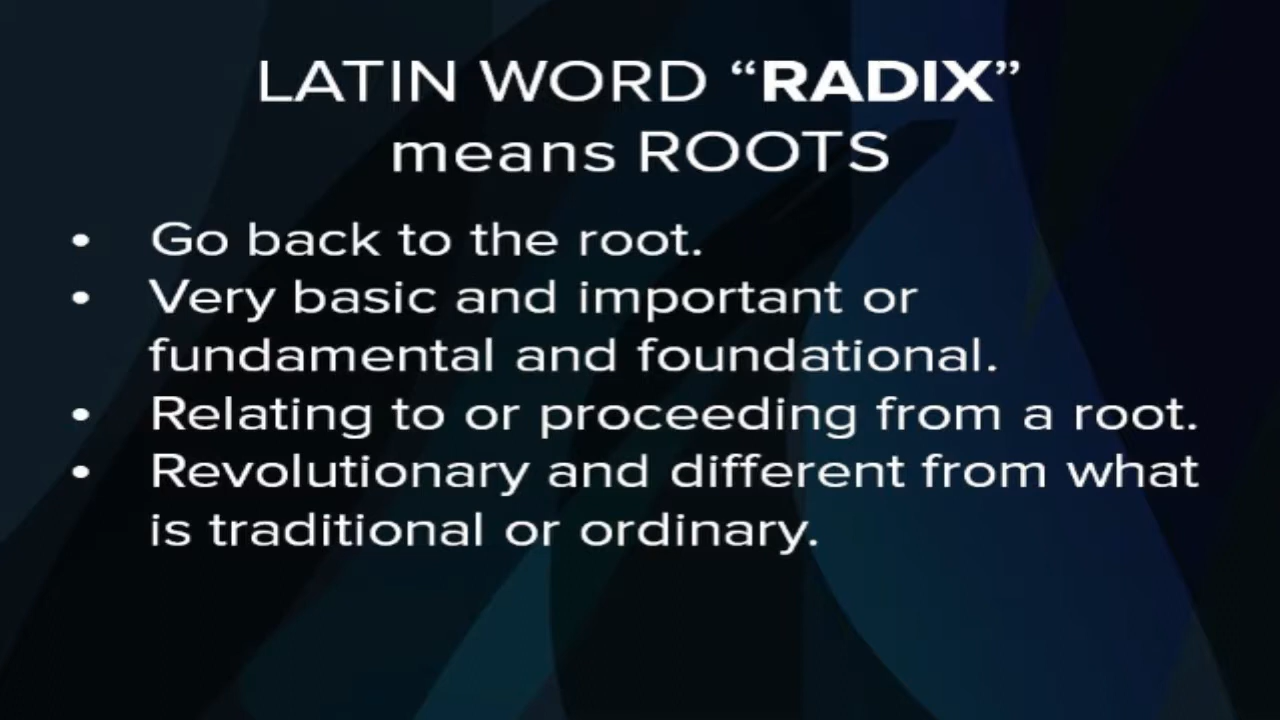 LATIN WORD “RADIX”
means ROOTS
• Go back to the root.
• Very basic and important or
fundamental and foundational.
• Relating to or proceeding from a root.
• Revolutionary and different from what
is traditional or ordinary.